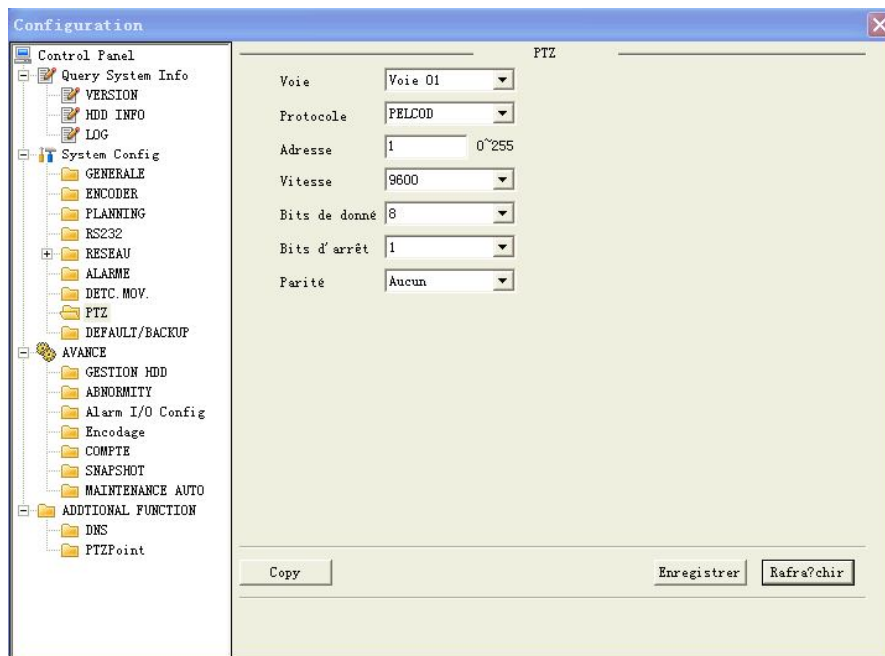 Configuration
Control Panel
Query System Info
VERSION
HDD INFO
LOG
System Config
GENERALE
ENCODER
PLANNING
RS232
RESEAU
ALARME
DETC.MOV.
PTZ
DEFAULT/BACKUP
AVANCE
GESTION HDD
ABNORMITY
Alarm I/O Config
Encodage
COMPTE
SNAPSHOT
MAINTENANCE AUTO
ADDTIONAL FUNCTION
DNS
PTZPoint
PTZ
Voie Voie 01
Protocole PELCOD
Adresse 1 0~255
Vitesse 9600
Bits de donné 8
Bits d'arrêt 1
Parité Aucun
Copy Enregistrer Rafra?chir